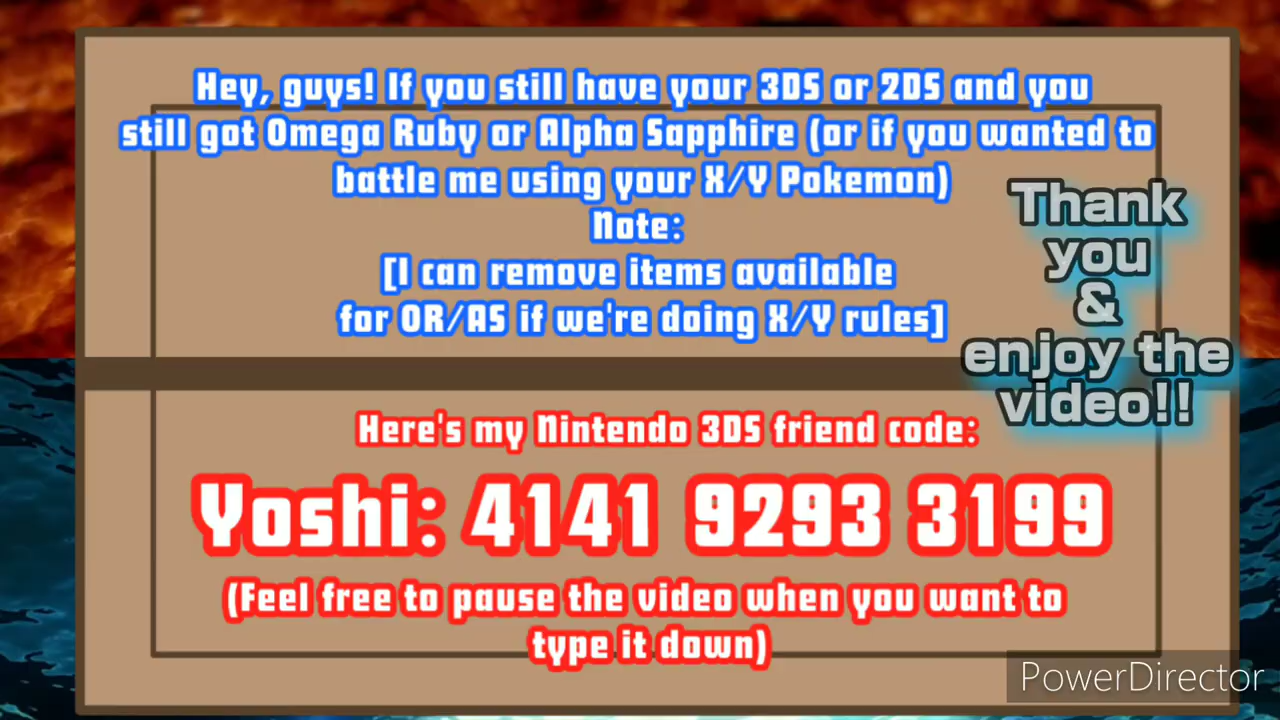 Hey, guys! If you still have your 3DS or 2DS and you
still got Omega Ruby or Alpha Sapphire (or if you wanted to
battle me using your X/Y Pokemon)
Note:
[I can remove items available
for OR/AS if we're doing X/Y rules]
Thank
you
&
enjoy the
video!!
Here's my Nintendo 3DS friend code:
Yoshi: 4141 9293 3199
(Feel free to pause the video when you want to
type it down)
PowerDirector